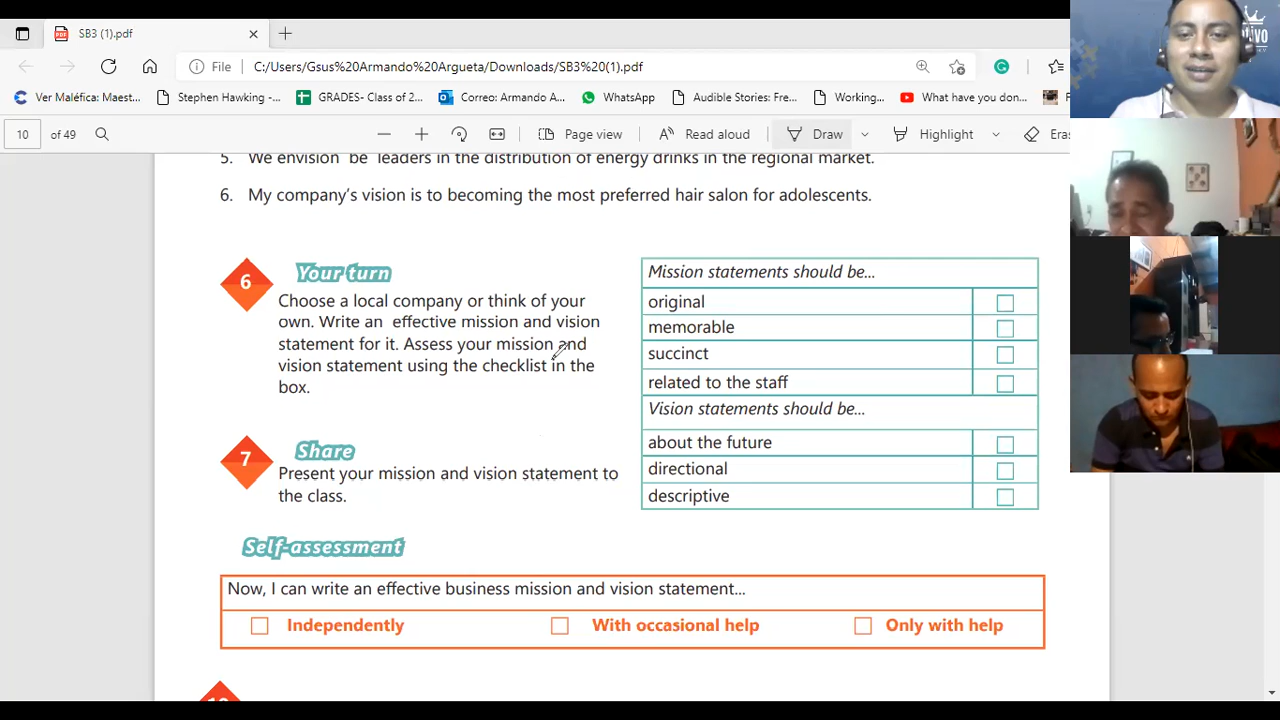 SB3 (1).pdf
File
C:/Users/Gsus%20Armando%20Argueta/Downloads/SB3%20(1).pdf
Ver Maléfica: Maest...
Stephen Hawking -...
GRADES- Class of 2...
Correo: Armando A...
WhatsApp
Audible Stories: Fre...
Working...
What have you don...
10 of 49
Page view
Read aloud
Draw
Highlight
Eras
5. We envision be leaders in the distribution of energy drinks in the regional market.
6. My company's vision is to becoming the most preferred hair salon for adolescents.
6
Your turn
Choose a local company or think of your
own. Write an effective mission and vision
statement for it. Assess your mission and
vision statement using the checklist in the
box.
Mission statements should be...
original
memorable
succinct
related to the staff
Vision statements should be...
about the future
directional
descriptive
7
Share
Present your mission and vision statement to
the class.
Self-assessment
Now, I can write an effective business mission and vision statement...
Independently
With occasional help
Only with help